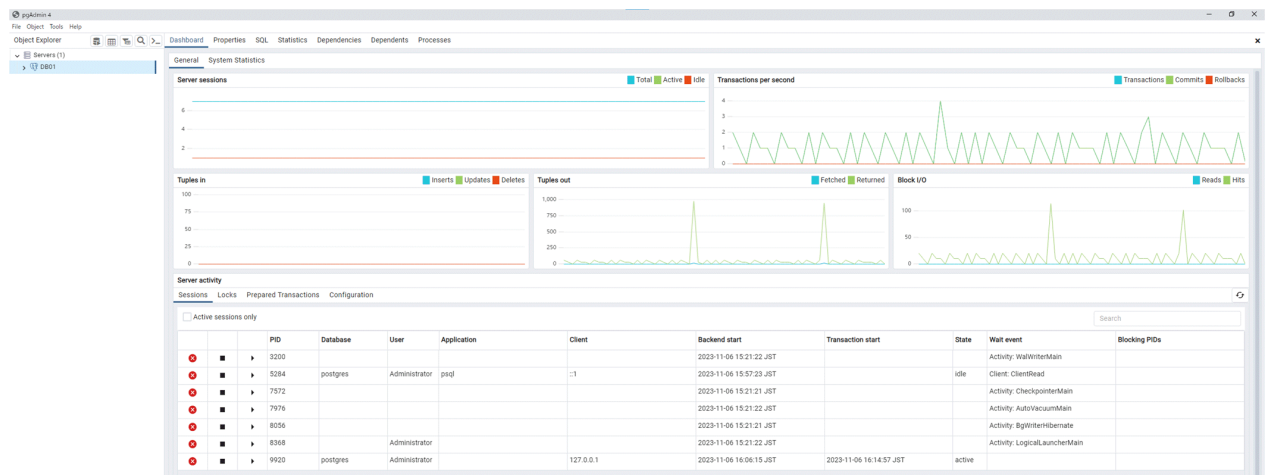 pgAdmin 4
File Object Tools Help
Object Explorer
Dashboard Properties SQL Statistics Dependencies Dependents Processes
Servers (1)
DB01
General System Statistics
Server sessions Total Active Idle
6
4
2
Transactions per second Transactions Commits Rollbacks
4
3
2
1
0
Tuples in Inserts Updates Deletes
100
75
50
25
0
Tuples out Fetched Returned
1,000
750
500
250
0
Block I/O Reads Hits
100
50
0
Server activity
Sessions Locks Prepared Transactions Configuration
Active sessions only
Search
PID Database User Application Client Backend start Transaction start State Wait event Blocking PIDs
3200 2023-11-06 15:21:22 JST Activity: WalWriterMain
5284 postgres Administrator psql ::1 2023-11-06 15:57:23 JST idle Client: ClientRead
7572 2023-11-06 15:21:21 JST Activity: CheckpointerMain
7976 2023-11-06 15:21:22 JST Activity: AutoVacuumMain
8056 2023-11-06 15:21:21 JST Activity: BgWriterHibernate
8368 Administrator 2023-11-06 15:21:22 JST Activity: LogicalLauncherMain
9920 postgres 127.0.0.1 2023-11-06 16:06:15 JST 2023-11-06 16:14:57 JST active